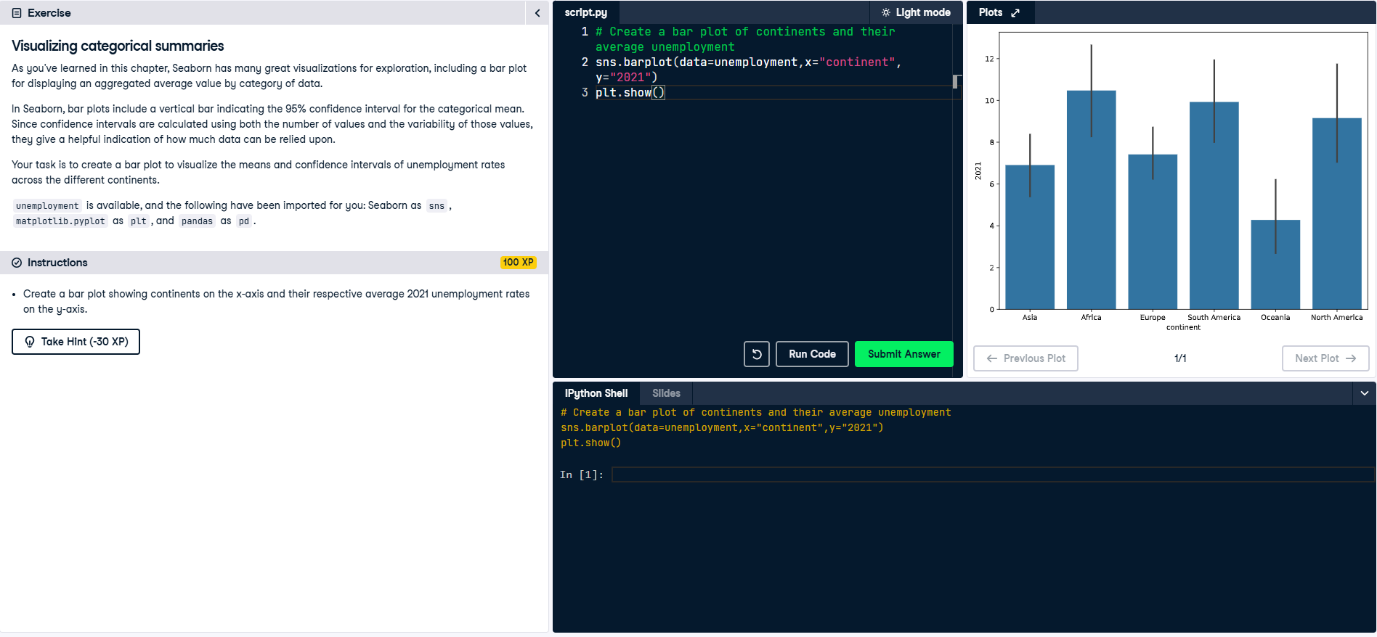 Exercise
Visualizing categorical summaries
As you've learned in this chapter, Seaborn has many great visualizations for exploration, including a bar plot
for displaying an aggregated average value by category of data.
In Seaborn, bar plots include a vertical bar indicating the 95% confidence interval for the categorical mean.
Since confidence intervals are calculated using both the number of values and the variability of those values,
they give a helpful indication of how much data can be relied upon.
Your task is to create a bar plot to visualize the means and confidence intervals of unemployment rates
across the different continents.
unemployment is available, and the following have been imported for you: Seaborn as sns ,
matplotlib.pyplot as plt , and pandas as pd .
Instructions
100 XP
• Create a bar plot showing continents on the x-axis and their respective average 2021 unemployment rates
on the y-axis.
Take Hint (-30 XP)
script.py
Light mode
1 # Create a bar plot of continents and their
average unemployment
2 sns.barplot(data=unemployment,x="continent",
y="2021")
3 plt.show()
Run Code
Submit Answer
Plots
12
10
8
6
4
2
0
2021
Asia Africa Europe South America Oceania North America
continent
Previous Plot
1/1
Next Plot
IPython Shell
Slides
# Create a bar plot of continents and their average unemployment
sns.barplot(data=unemployment,x="continent",y="2021")
plt.show()
In [1]: